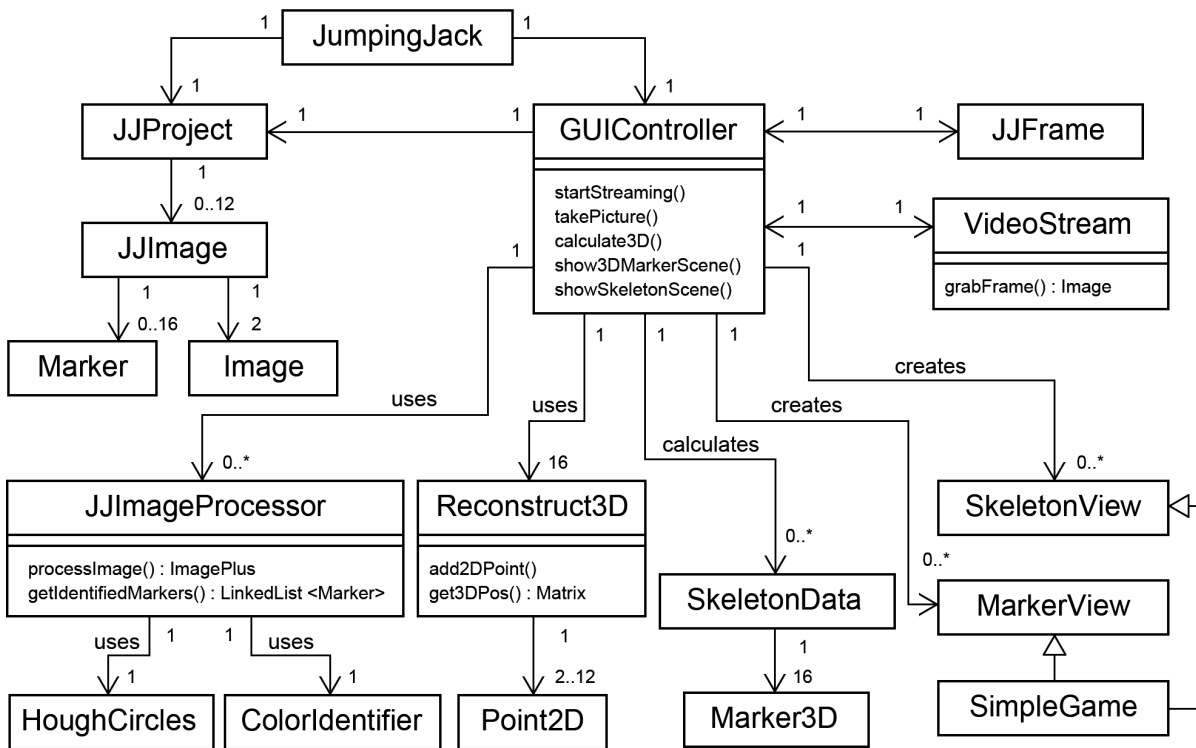 1 JumpingJack 1
1 1
JJProject 1 1 GUIController 1 1 JJFrame
1
0..12
startStreaming()
takePicture()
calculate3D()
show3DMarkerScene()
showSkeletonScene()
1 1 VideoStream
grabFrame() : Image
JJImage 1 1
1 1
0..16 2
Marker Image
1 1 1
uses uses calculates creates creates
0..* 16 0..* 0..* 0..*
JJImageProcessor
processImage() : ImagePlus
getIdentifiedMarkers() : LinkedList <Marker>
Reconstruct3D
add2DPoint()
get3DPos() : Matrix
SkeletonData
SkeletonView
MarkerView
uses 1 1 uses 1 1
1 1 2..12 16
HoughCircles ColorIdentifier Point2D Marker3D SimpleGame